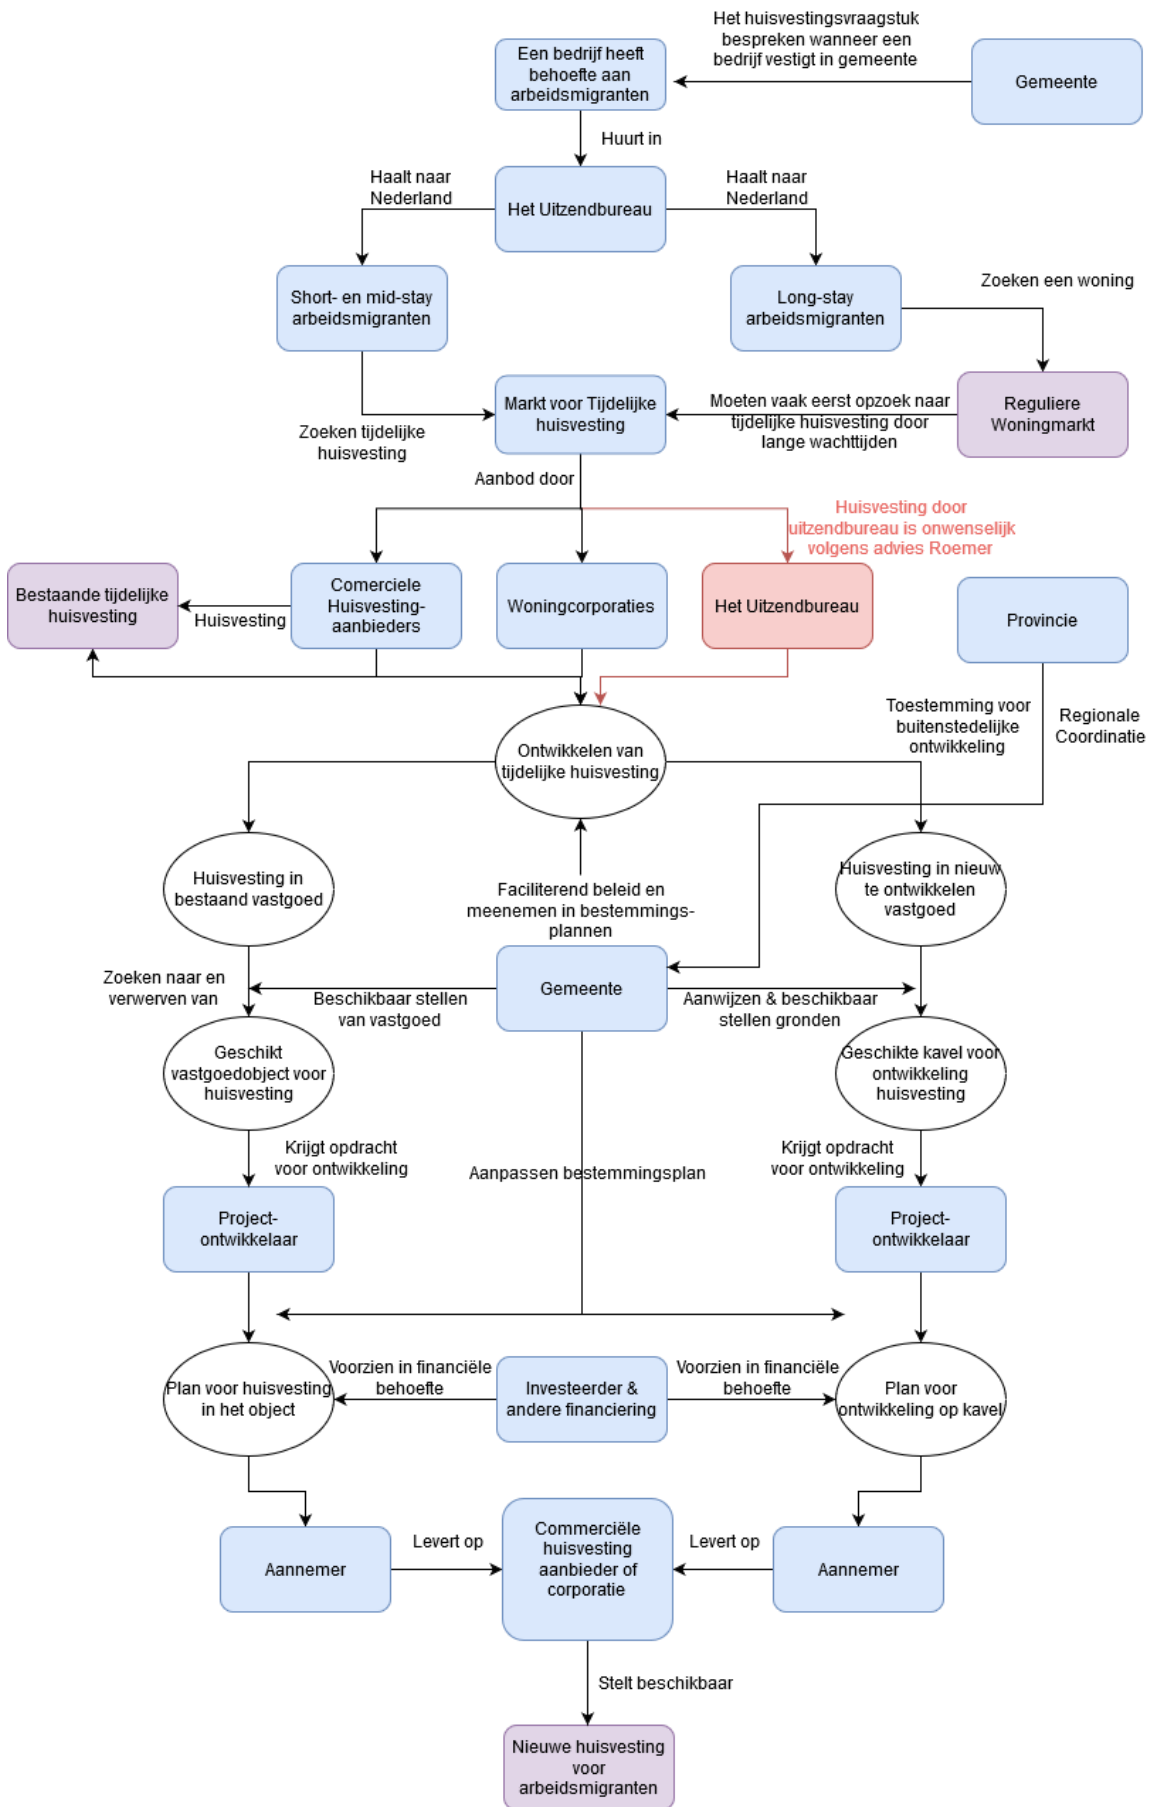 Het huisvestingsvraagstuk
bespreken wanneer een
bedrijf vestigt in gemeente
Een bedrijf heeft
behoefte aan
arbeidsmigranten
Gemeente
Huurt in
Haalt naar
Nederland
Het Uitzendbureau
Haalt naar
Nederland
Short- en mid-stay
arbeidsmigranten
Long-stay
arbeidsmigranten
Zoeken een woning
Zoeken tijdelijke
huisvesting
Markt voor Tijdelijke
huisvesting
Moeten vaak eerst opzoek naar
tijdelijke huisvesting door
lange wachttijden
Reguliere
Woningmarkt
Aanbod door
Huisvesting door
uitzendbureau is onwenselijk
volgens advies Roemer
Bestaande tijdelijke
huisvesting
Huisvesting
Comerciele
Huisvesting-
aanbieders
Woningcorporaties
Het Uitzendbureau
Provincie
Ontwikkelen van
tijdelijke huisvesting
Toestemming voor
buitenstedelijke
ontwikkeling
Regionale
Coordinatie
Huisvesting in
bestaand vastgoed
Faciliterend beleid en
meenemen in bestemmings-
plannen
Huisvesting in nieuw
te ontwikkelen
vastgoed
Zoeken naar en
verwerven van
Beschikbaar stellen
van vastgoed
Gemeente
Aanwijzen & beschikbaar
stellen gronden
Geschikt
vastgoedobject voor
huisvesting
Geschikte kavel voor
ontwikkeling
huisvesting
Krijgt opdracht
voor ontwikkeling
Aanpassen bestemmingsplan
Krijgt opdracht
voor ontwikkeling
Project-
ontwikkelaar
Project-
ontwikkelaar
Plan voor huisvesting
in het object
Voorzien in financiële
behoefte
Investeerder &
andere financiering
Voorzien in financiële
behoefte
Plan voor
ontwikkeling op kavel
Aannemer
Levert op
Commerciële
huisvesting
aanbieder of
corporatie
Levert op
Aannemer
Stelt beschikbaar
Nieuwe huisvesting
voor
arbeidsmigranten